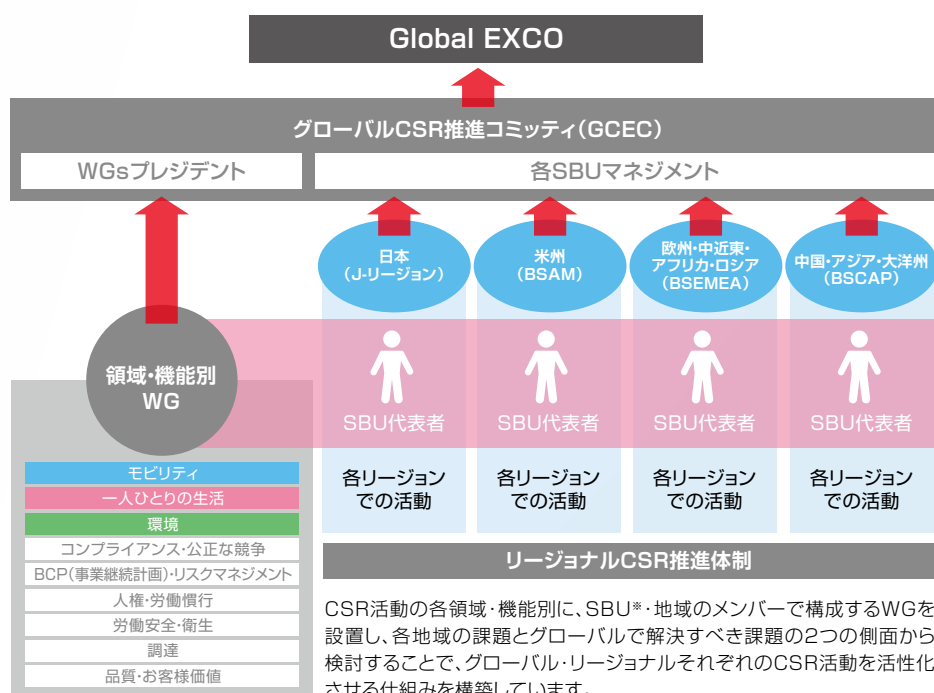 Global EXCO
グローバルCSR推進コミッティ(GCEC)
WGsプレジデント
各SBUマネジメント
日本
(J-リージョン)
米州
(BSAM)
欧州・中近東・
アフリカ・ロシア
(BSEMEA)
中国・アジア・大洋州
(BSCAP)
領域・機能別
WG
SBU代表者
SBU代表者
SBU代表者
SBU代表者
各リージョン
での活動
各リージョン
での活動
各リージョン
での活動
各リージョン
での活動
モビリティ
一人ひとりの生活
環境
コンプライアンス・公正な競争
BCP(事業継続計画)・リスクマネジメント
人権・労働慣行
労働安全・衛生
調達
品質・お客様価値
リージョナルCSR推進体制
CSR活動の各領域・機能別に、SBU※・地域のメンバーで構成するWGを
設置し、各地域の課題とグローバルで解決すべき課題の2つの側面から
検討することで、グローバル・リージョナルそれぞれのCSR活動を活性化
させる仕組みを構築しています。